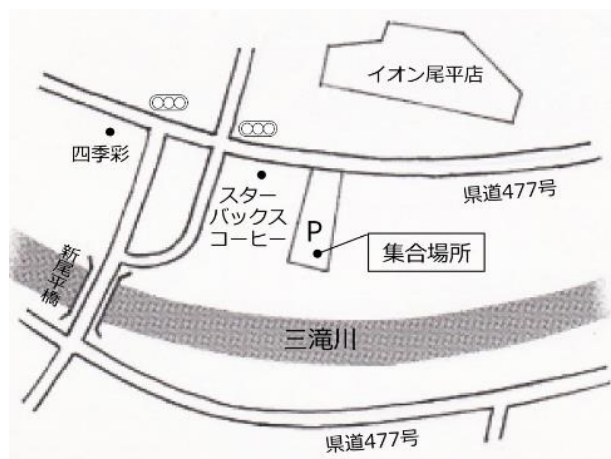 イオン尾平店
四季彩
スター
バックス
コーヒー
県道477号
P
集合場所
新尾平橋
三滝川
県道477号